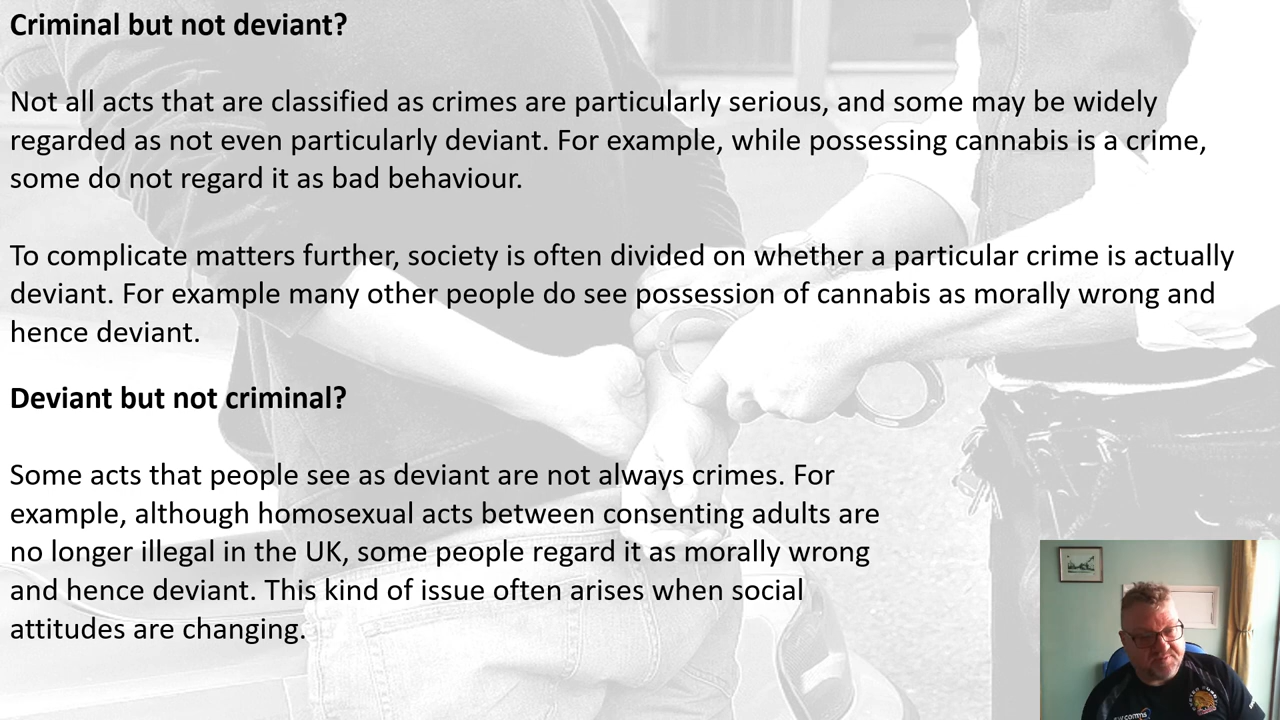 Criminal but not deviant?
Not all acts that are classified as crimes are particularly serious, and some may be widely
regarded as not even particularly deviant. For example, while possessing cannabis is a crime,
some do not regard it as bad behaviour.
To complicate matters further, society is often divided on whether a particular crime is actually
deviant. For example many other people do see possession of cannabis as morally wrong and
hence deviant.
Deviant but not criminal?
Some acts that people see as deviant are not always crimes. For
example, although homosexual acts between consenting adults are
no longer illegal in the UK, some people regard it as morally wrong
and hence deviant. This kind of issue often arises when social
attitudes are changing.